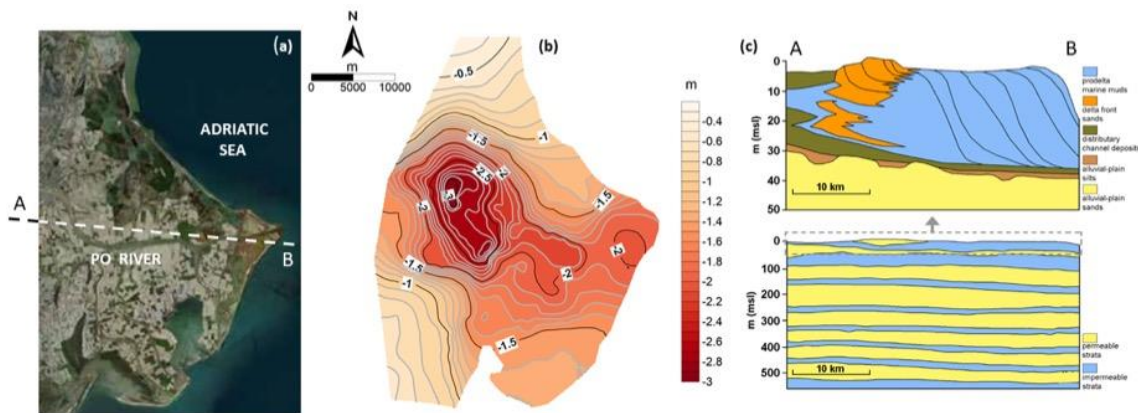 (a)
ADRIATIC
SEA
A
PO RIVER
B
N
m
0 5000 10000
(b)
m
-0.4
-0.6
-0.8
-1
-1.2
-1.4
-1.6
-1.8
-2
-2.2
-2.4
-2.6
-2.8
-3
-0.5
-1
-1.5
-2.5
-2
-3
-2
-1.5
-1
-1.5
-2
-2
-1.5
(c)
A B
0
10
20
30
40
50
m (msl)
10 km
prodelta
marine muds
delta front
sands
distributary
channel deposits
alluvial-plain
silts
alluvial-plain
sands
0
100
200
300
400
500
m (msl)
10 km
permeable
strata
impermeable
strata